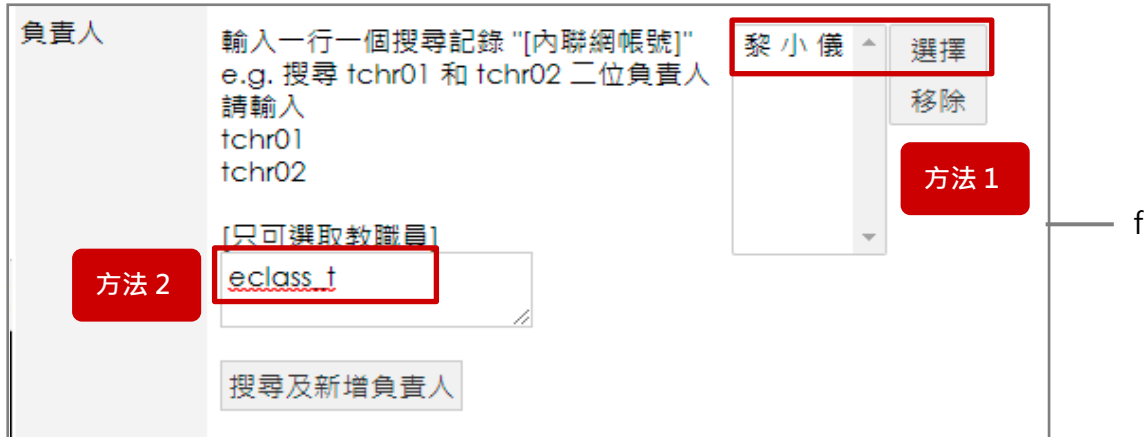 負責人
輸入一行一個搜尋記錄 "[內聯網帳號]"
e.g. 搜尋 tchr01 和 tchr02 二位負責人
請輸入
tchr01
tchr02
[只可選取教職員]
eclass_t
方法 2
搜尋及新增負責人
黎 小 儀
選擇
移除
方法 1
f